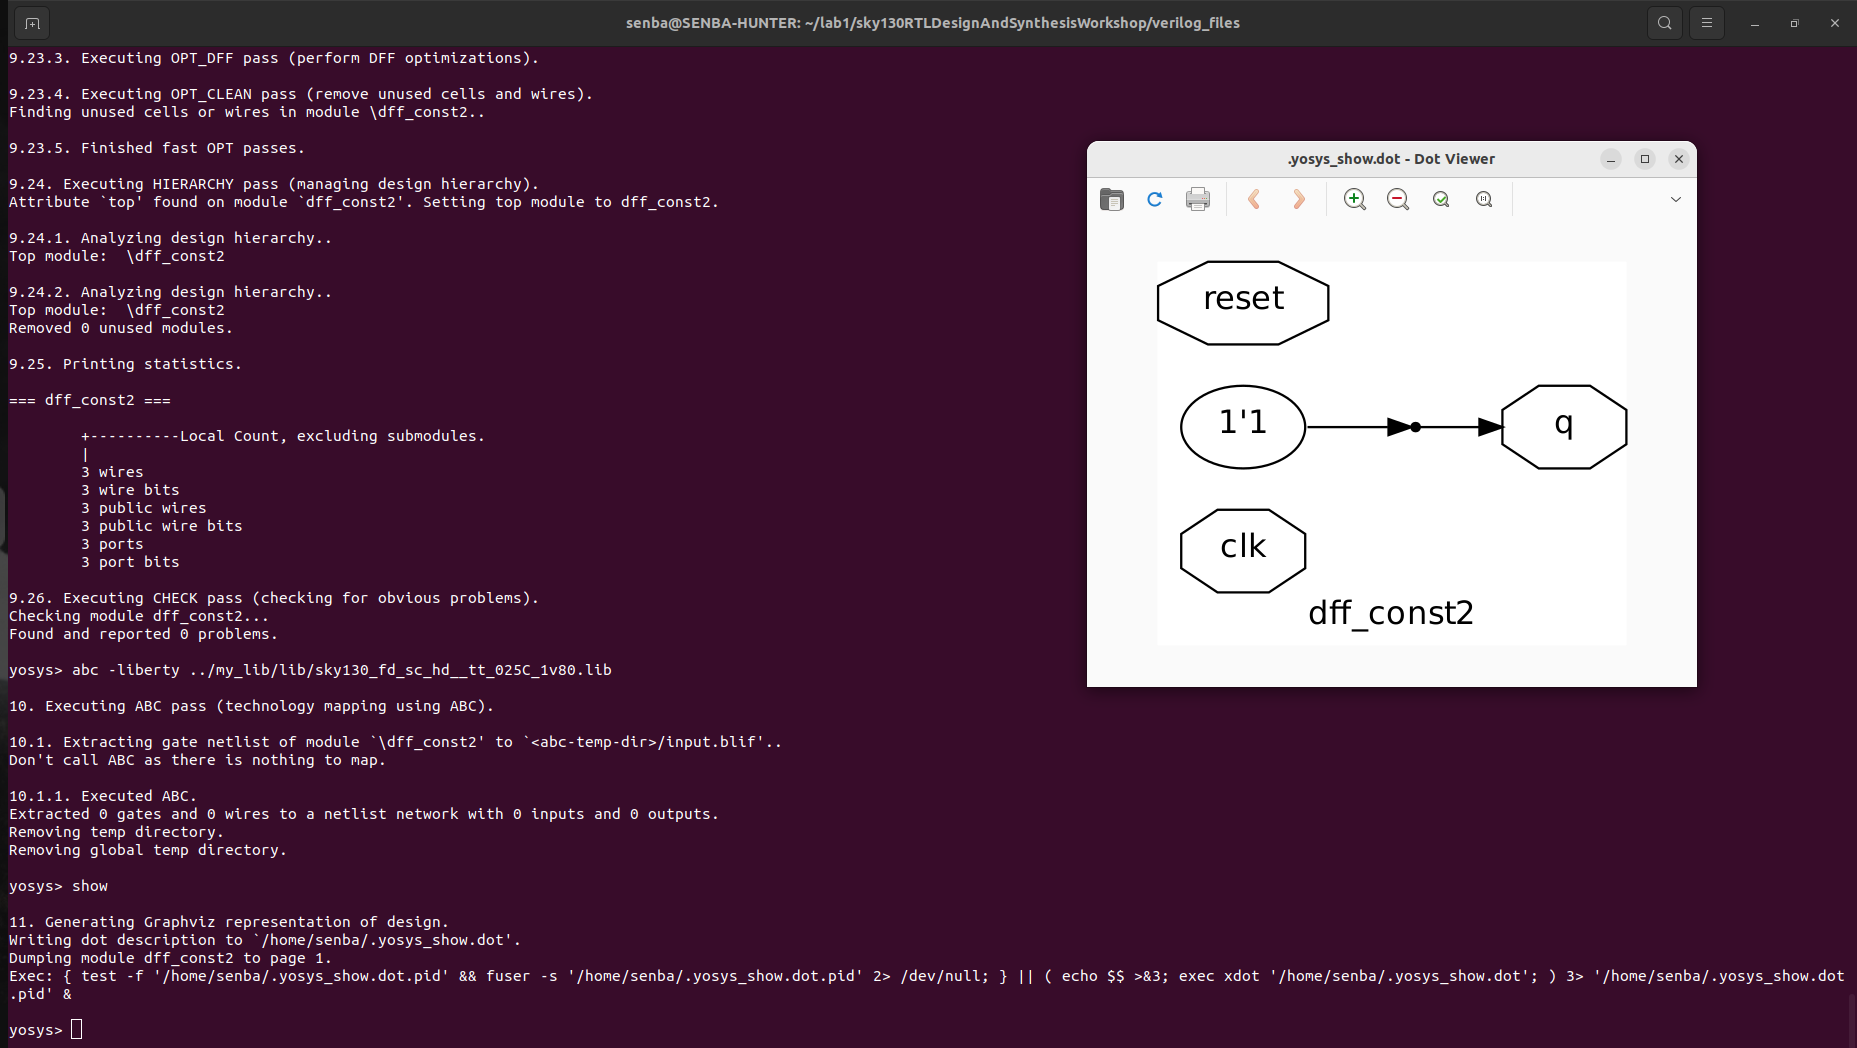 senba@SENBA-HUNTER: ~/lab1/sky130RTLDesignAndSynthesisWorkshop/verilog_files
9.23.3. Executing OPT_DFF pass (perform DFF optimizations).
9.23.4. Executing OPT_CLEAN pass (remove unused cells and wires).
Finding unused cells or wires in module \dff_const2..
9.23.5. Finished fast OPT passes.
9.24. Executing HIERARCHY pass (managing design hierarchy).
Attribute `top' found on module `dff_const2'. Setting top module to dff_const2.
9.24.1. Analyzing design hierarchy..
Top module:  \dff_const2
9.24.2. Analyzing design hierarchy..
Top module:  \dff_const2
Removed 0 unused modules.
9.25. Printing statistics.
=== dff_const2 ===
        +----------Local Count, excluding submodules.
        |
        3 wires
        3 wire bits
        3 public wires
        3 public wire bits
        3 ports
        3 port bits
9.26. Executing CHECK pass (checking for obvious problems).
Checking module dff_const2...
Found and reported 0 problems.
yosys> abc -liberty ../my_lib/lib/sky130_fd_sc_hd__tt_025C_1v80.lib
10. Executing ABC pass (technology mapping using ABC).
10.1. Extracting gate netlist of module `\dff_const2' to `<abc-temp-dir>/input.blif'..
Don't call ABC as there is nothing to map.
10.1.1. Executed ABC.
Extracted 0 gates and 0 wires to a netlist network with 0 inputs and 0 outputs.
Removing temp directory.
Removing global temp directory.
yosys> show
11. Generating Graphviz representation of design.
Writing dot description to `/home/senba/.yosys_show.dot'.
Dumping module dff_const2 to page 1.
Exec: { test -f '/home/senba/.yosys_show.dot.pid' && fuser -s '/home/senba/.yosys_show.dot.pid' 2> /dev/null; } || ( echo $$ >&3; exec xdot '/home/senba/.yosys_show.dot'; ) 3> '/home/senba/.yosys_show.dot
.pid' &
yosys>
.yosys_show.dot - Dot Viewer
reset
1'1
q
clk
dff_const2